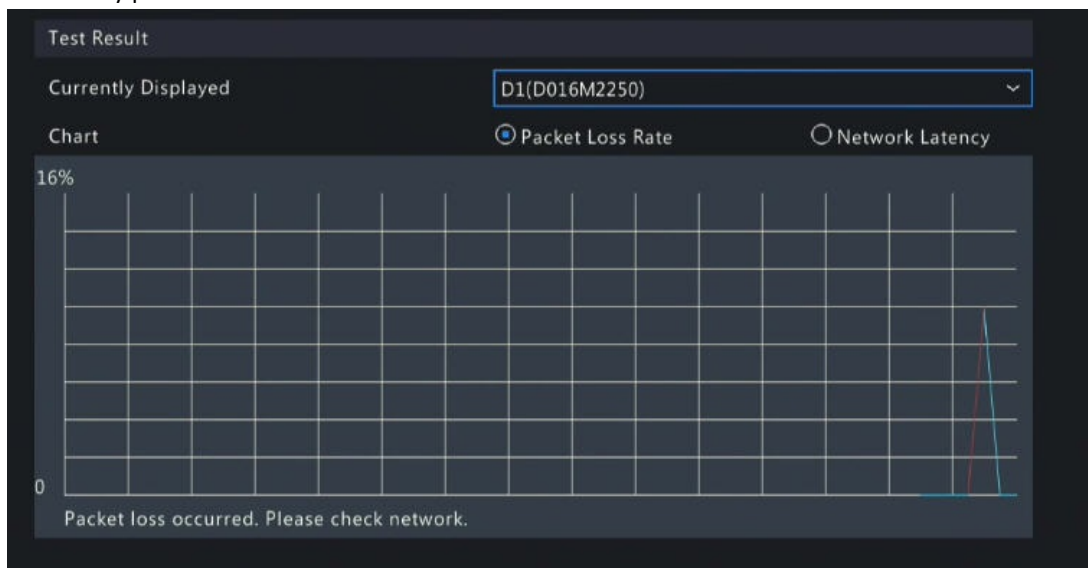 Test Result
Currently Displayed D1(D016M2250)
Chart Packet Loss Rate Network Latency
16%
0
Packet loss occurred. Please check network.